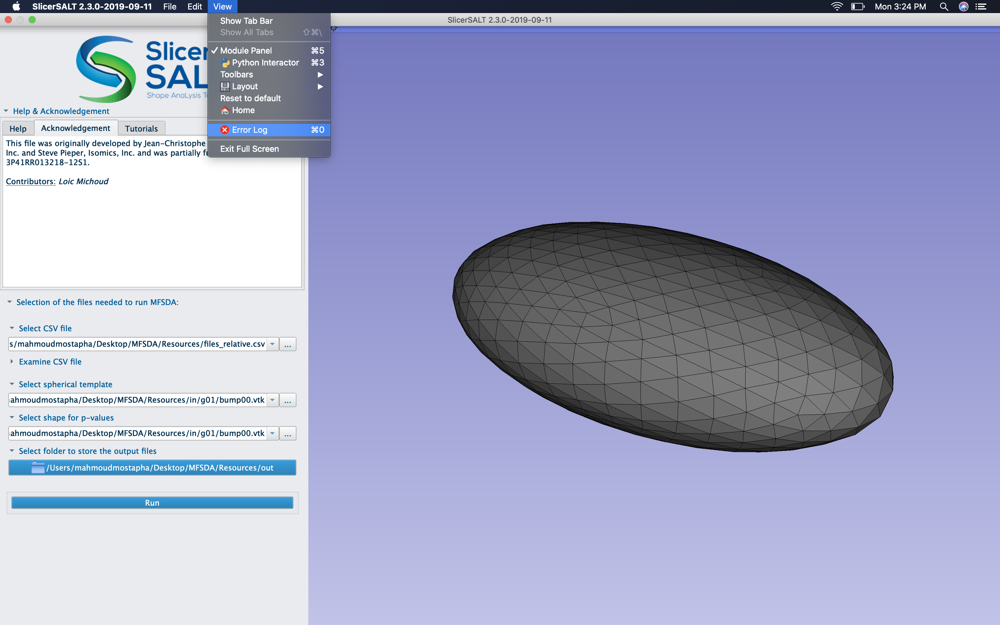 SlicerSALT 2.3.0-2019-09-11 File Edit View Mon 3:24 PM
SlicerSALT 2.3.0-2019-09-11
Show Tab Bar
Show All Tabs ⇧⌘\
✓ Module Panel ⌘5
Python Interactor ⌘3
Toolbars ▶
Layout ▶
Reset to default
Home
Error Log ⌘0
Exit Full Screen
Slicer
SAL
Shape AnaLysis
Help & Acknowledgement
Help Acknowledgement Tutorials
This file was originally developed by Jean-Christophe
Inc. and Steve Pieper, Isomics, Inc. and was partially
3P41RR013218-12S1.
Contributors: Loic Michoud
Selection of the files needed to run MFSDA:
Select CSV file
s/mahmoudmostapha/Desktop/MFSDA/Resources/files_relative.csv ...
Examine CSV file
Select spherical template
ahmoudmostapha/Desktop/MFSDA/Resources/in/g01/bump00.vtk ...
Select shape for p-values
ahmoudmostapha/Desktop/MFSDA/Resources/in/g01/bump00.vtk ...
Select folder to store the output files
/Users/mahmoudmostapha/Desktop/MFSDA/Resources/out
Run